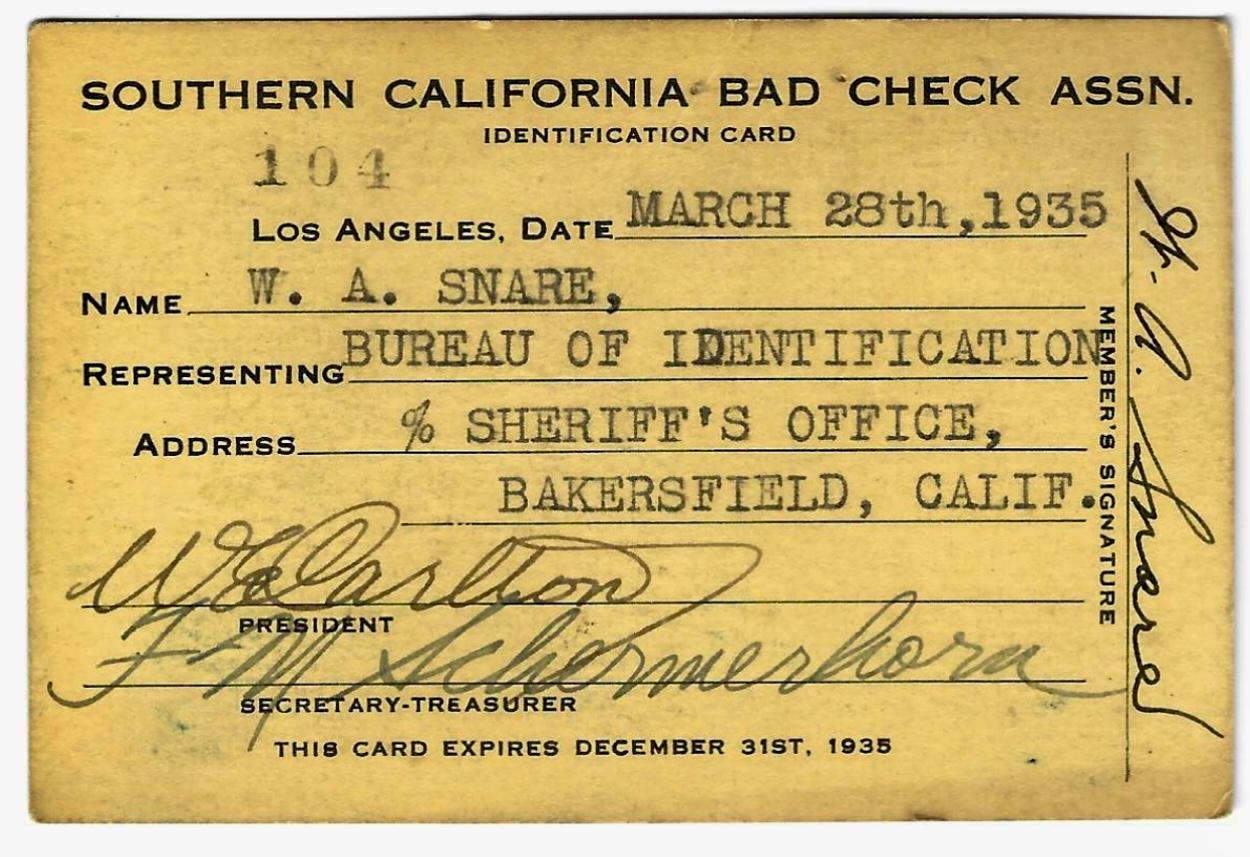 SOUTHERN CALIFORNIA BAD CHECK ASSN.
IDENTIFICATION CARD
104
LOS ANGELES, DATE MARCH 28th,1935
NAME W. A. SNARE,
REPRESENTING BUREAU OF IDENTIFICATION
ADDRESS % SHERIFF'S OFFICE,
BAKERSFIELD, CALIF.
W E Carlton
PRESIDENT
F M Schermerhorn
SECRETARY-TREASURER
THIS CARD EXPIRES DECEMBER 31ST, 1935
MEMBER'S SIGNATURE
W. A. Snare